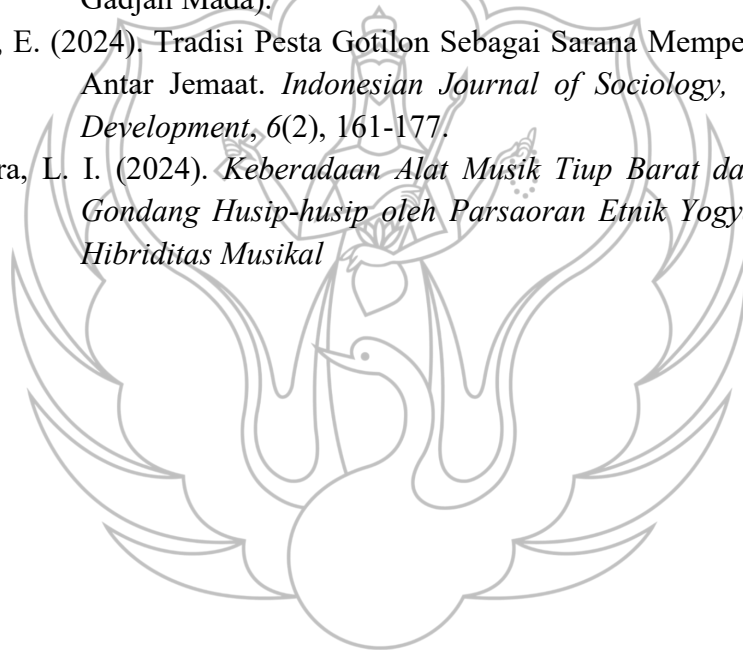 Gadjah Mada).
, E. (2024). Tradisi Pesta Gotilon Sebagai Sarana Mempe
Antar Jemaat. Indonesian Journal of Sociology,
Development, 6(2), 161-177.
ra, L. I. (2024). Keberadaan Alat Musik Tiup Barat da
Gondang Husip-husip oleh Parsaoran Etnik Yogy
Hibriditas Musikal